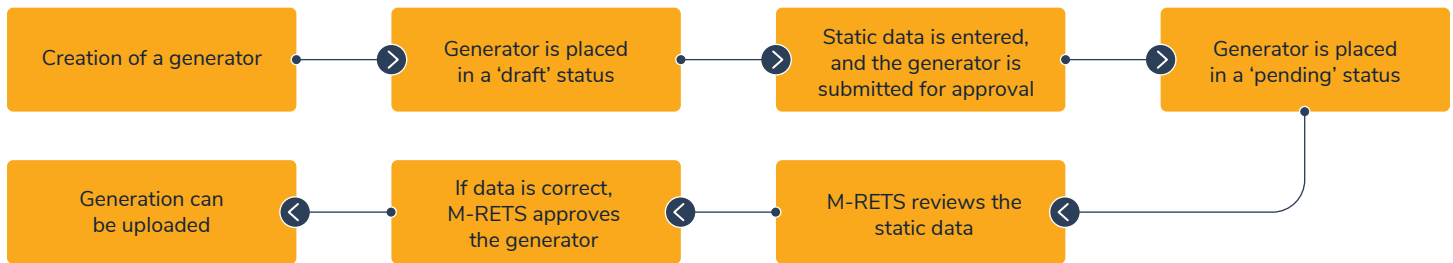 Creation of a generator
Generator is placed
in a ‘draft’ status
Static data is entered,
and the generator is
submitted for approval
Generator is placed
in a ‘pending’ status
M-RETS reviews the
static data
If data is correct,
M-RETS approves
the generator
Generation can
be uploaded